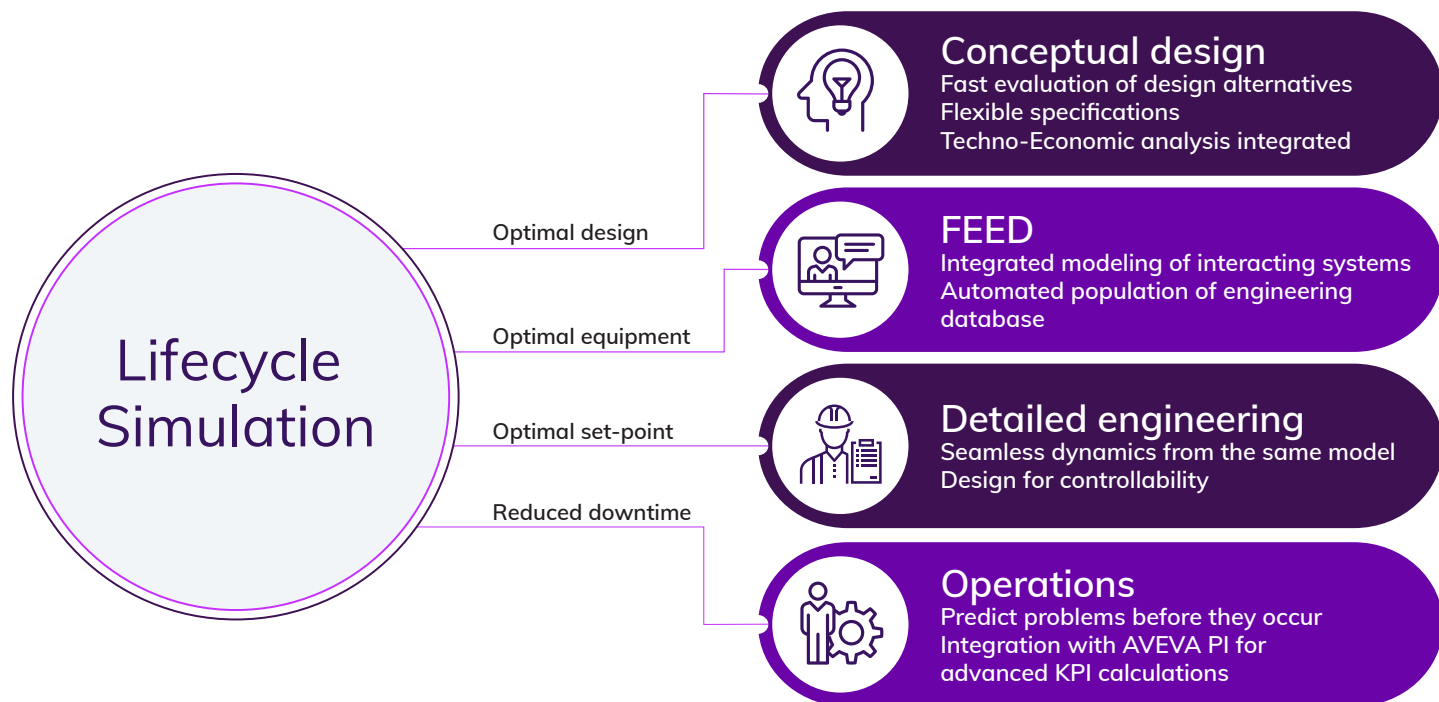 Lifecycle
Simulation
Optimal design
Optimal equipment
Optimal set-point
Reduced downtime
Conceptual design
Fast evaluation of design alternatives
Flexible specifications
Techno-Economic analysis integrated
FEED
Integrated modeling of interacting systems
Automated population of engineering
database
Detailed engineering
Seamless dynamics from the same model
Design for controllability
Operations
Predict problems before they occur
Integration with AVEVA PI for
advanced KPI calculations